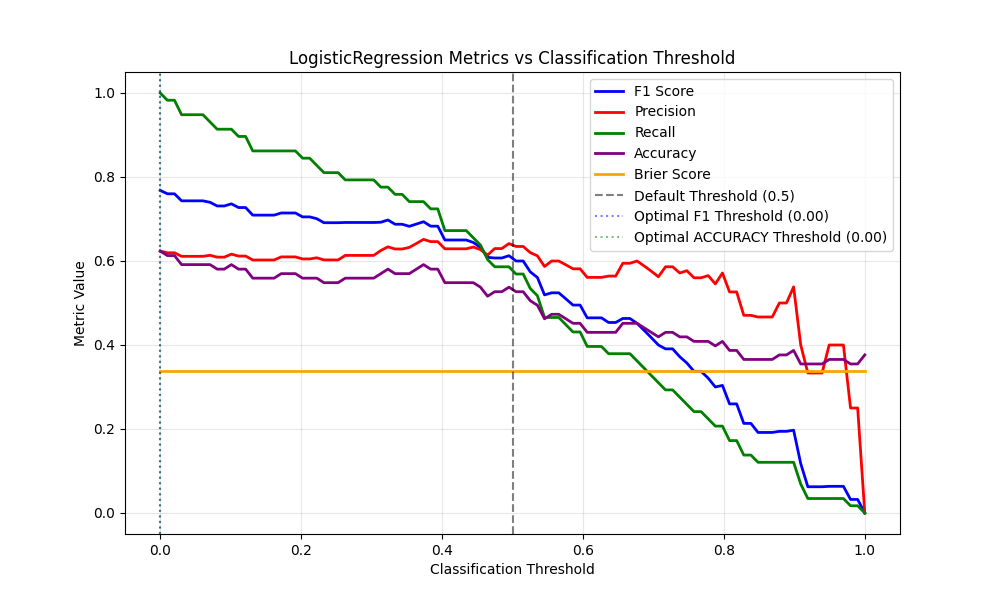 LogisticRegression Metrics vs Classification Threshold
F1 Score
Precision
Recall
Accuracy
Brier Score
Default Threshold (0.5)
Optimal F1 Threshold (0.00)
Optimal ACCURACY Threshold (0.00)
Metric Value
1.0
0.8
0.6
0.4
0.2
0.0
0.0 0.2 0.4 0.6 0.8 1.0
Classification Threshold